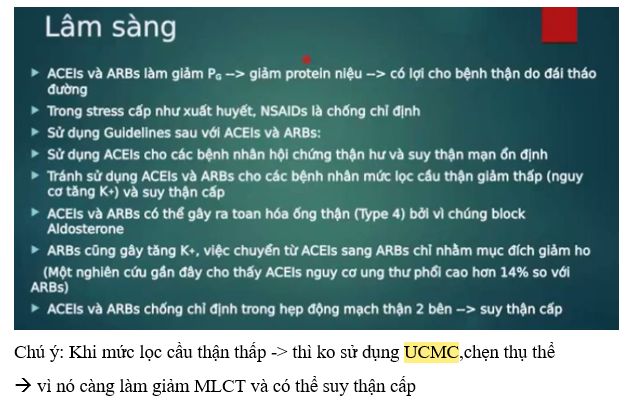 Lâm sàng
▶ ACEIs và ARBs làm giảm PG --> giảm protein niệu --> có lợi cho bệnh thận do đái tháo
đường
▶ Trong stress cấp như xuất huyết, NSAIDs là chống chỉ định
▶ Sử dụng Guidelines sau với ACEIs và ARBs:
▶ Sử dụng ACEIs cho các bệnh nhân hội chứng thận hư và suy thận mạn ổn định
▶ Tránh sử dụng ACEIs và ARBs cho các bệnh nhân mức lọc cầu thận giảm thấp (nguy
cơ tăng K+) và suy thận cấp
▶ ACEIs và ARBs có thể gây ra toan hóa ống thận (Type 4) bởi vì chúng block
Aldosterone
▶ ARBs cũng gây tăng K+, việc chuyển từ ACEIs sang ARBs chỉ nhằm mục đích giảm ho
(Một nghiên cứu gần đây cho thấy ACEIs nguy cơ ung thư phổi cao hơn 14% so với
ARBs)
▶ ACEIs và ARBs chống chỉ định trong hẹp động mạch thận 2 bên --> suy thận cấp
Chú ý: Khi mức lọc cầu thận thấp -> thì ko sử dụng UCMC,chẹn thụ thể
→ vì nó càng làm giảm MLCT và có thể suy thận cấp